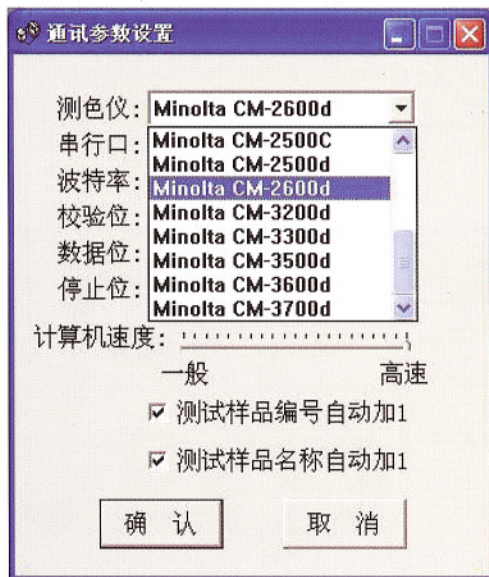 通讯参数设置
测色仪: Minolta CM-2600d
串行口: Minolta CM-2500C
Minolta CM-2500d
波特率: Minolta CM-2600d
校验位: Minolta CM-3200d
Minolta CM-3300d
数据位: Minolta CM-3500d
停止位: Minolta CM-3600d
Minolta CM-3700d
计算机速度:
一般 高速
测试样品编号自动加1
测试样品名称自动加1
确 认 取 消